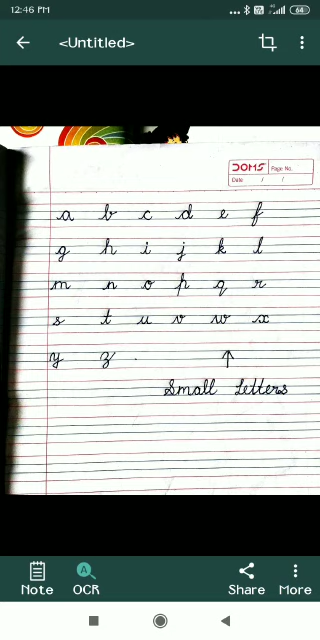 12:46 PM
64
<Untitled>
DOMS Page No.
Date / /
a b c d e f
g h i j k l
m n o p q r
s t u v w x
y z .
↑
Small Letters
Note OCR Share More